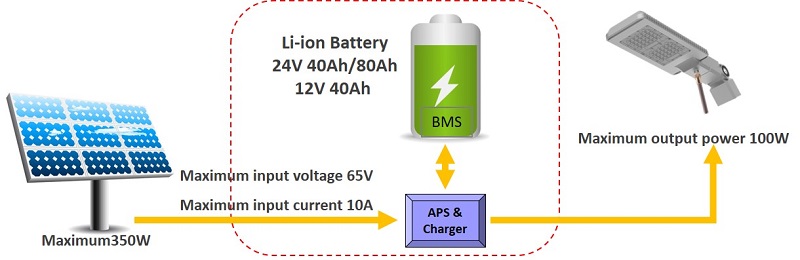 Li-ion Battery
24V 40Ah/80Ah
12V 40Ah
BMS
Maximum output power 100W
Maximum input voltage 65V
Maximum input current 10A
APS &
Charger
Maximum350W